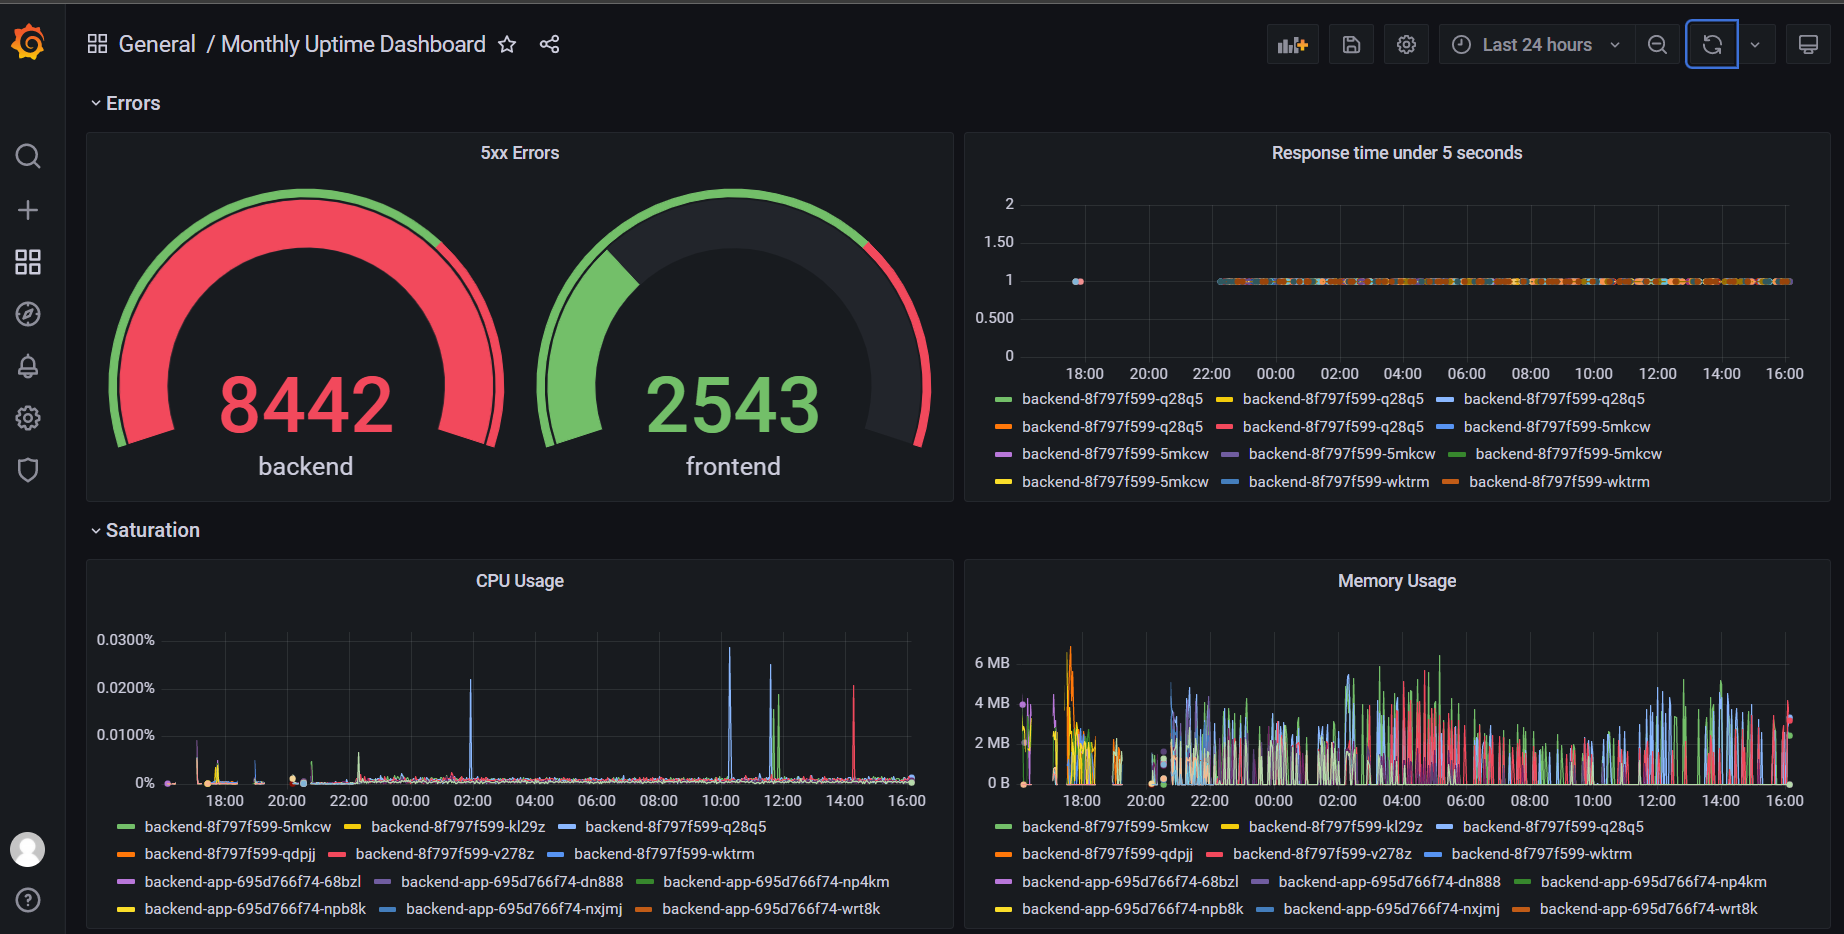 General / Monthly Uptime Dashboard
Last 24 hours
Errors
5xx Errors
8442
backend
2543
frontend
Response time under 5 seconds
2
1.50
1
0.500
0
18:00 20:00 22:00 00:00 02:00 04:00 06:00 08:00 10:00 12:00 14:00 16:00
backend-8f797f599-q28q5 backend-8f797f599-q28q5 backend-8f797f599-q28q5
backend-8f797f599-q28q5 backend-8f797f599-q28q5 backend-8f797f599-5mkcw
backend-8f797f599-5mkcw backend-8f797f599-5mkcw backend-8f797f599-5mkcw
backend-8f797f599-5mkcw backend-8f797f599-wktrm backend-8f797f599-wktrm
Saturation
CPU Usage
0.0300%
0.0200%
0.0100%
0%
18:00 20:00 22:00 00:00 02:00 04:00 06:00 08:00 10:00 12:00 14:00 16:00
backend-8f797f599-5mkcw backend-8f797f599-kl29z backend-8f797f599-q28q5
backend-8f797f599-qdpjj backend-8f797f599-v278z backend-8f797f599-wktrm
backend-app-695d766f74-68bzl backend-app-695d766f74-dn888 backend-app-695d766f74-np4km
backend-app-695d766f74-npb8k backend-app-695d766f74-nxjmj backend-app-695d766f74-wrt8k
Memory Usage
6 MB
4 MB
2 MB
0 B
18:00 20:00 22:00 00:00 02:00 04:00 06:00 08:00 10:00 12:00 14:00 16:00
backend-8f797f599-5mkcw backend-8f797f599-kl29z backend-8f797f599-q28q5
backend-8f797f599-qdpjj backend-8f797f599-v278z backend-8f797f599-wktrm
backend-app-695d766f74-68bzl backend-app-695d766f74-dn888 backend-app-695d766f74-np4km
backend-app-695d766f74-npb8k backend-app-695d766f74-nxjmj backend-app-695d766f74-wrt8k